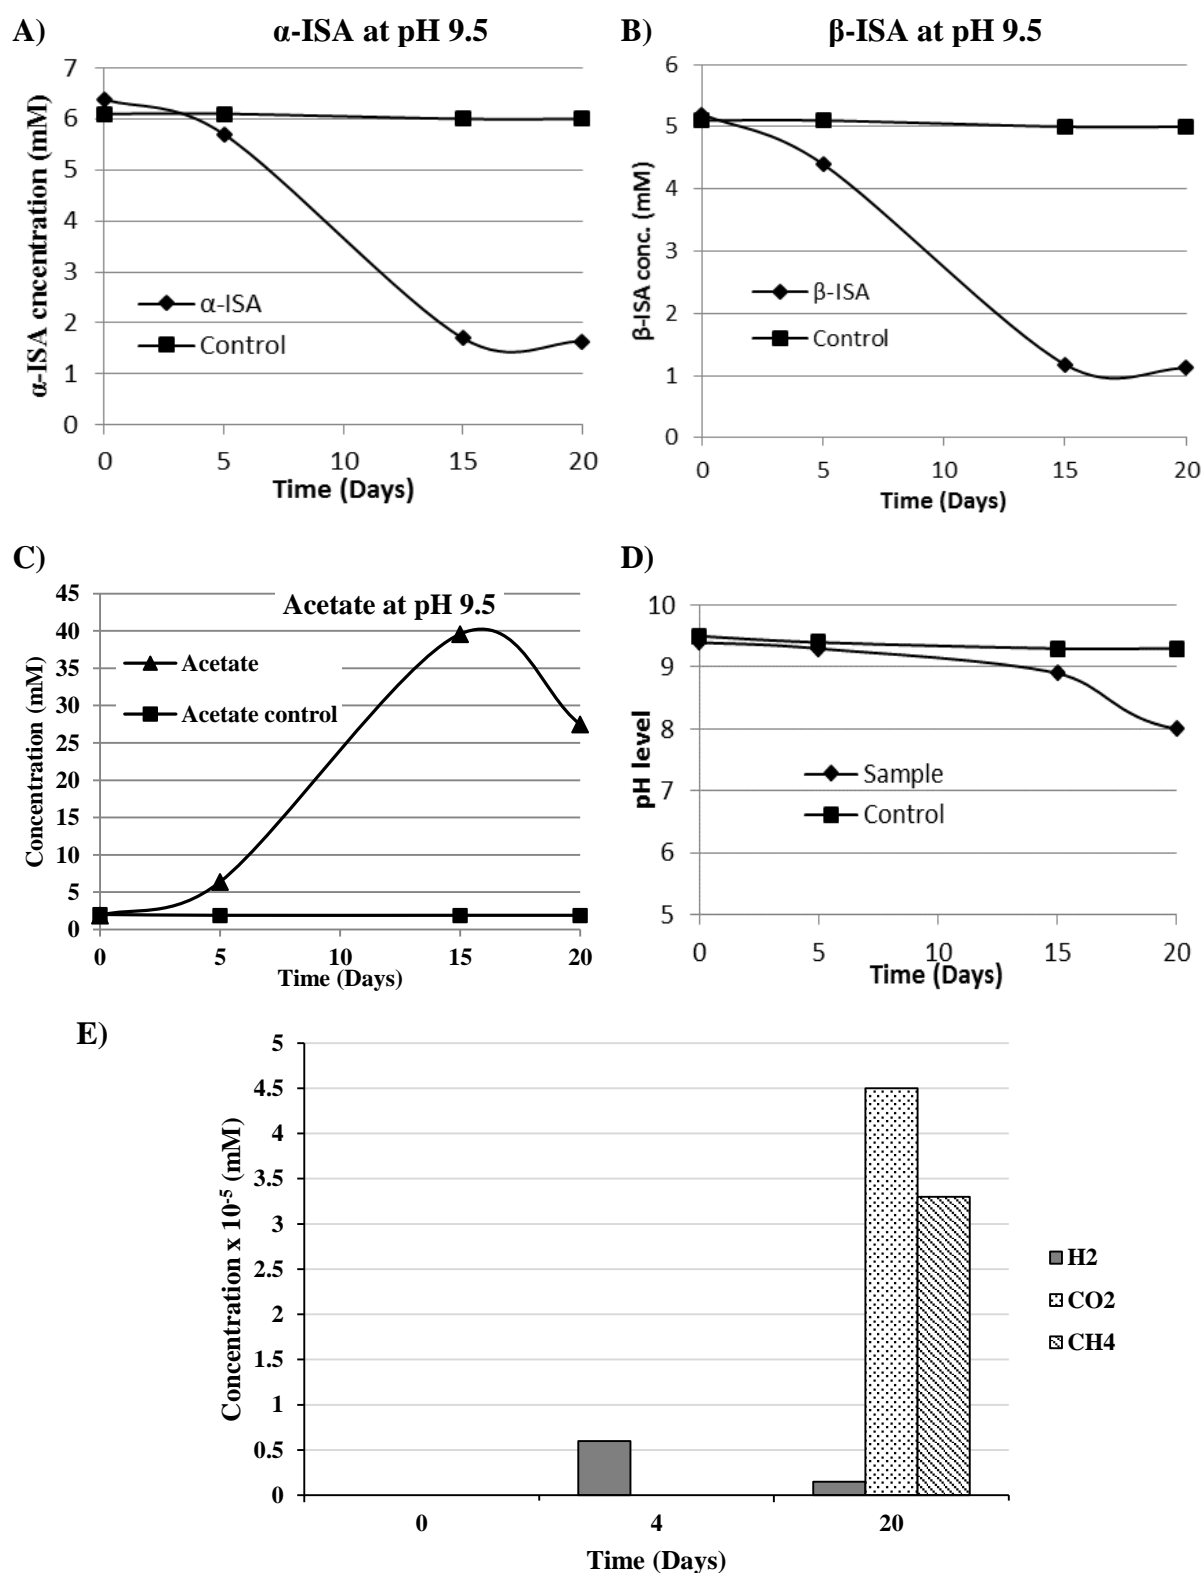 A)
α-ISA at pH 9.5
7
6
5
4
3
2
1
0
α-ISA cncentration (mM)
α-ISA
Control
0 5 10 15 20
Time (Days)
B)
β-ISA at pH 9.5
6
5
4
3
2
1
0
β-ISA conc. (mM)
β-ISA
Control
0 5 10 15 20
Time (Days)
C)
Acetate at pH 9.5
45
40
35
30
25
20
15
10
5
0
Concentration (mM)
Acetate
Acetate control
0 5 10 15 20
Time (Days)
D)
10
9
8
7
6
5
pH level
Sample
Control
0 5 10 15 20
Time (Days)
E)
5
4.5
4
3.5
3
2.5
2
1.5
1
0.5
0
Concentration x 10⁻⁵ (mM)
H2
CO2
CH4
0 4 20
Time (Days)